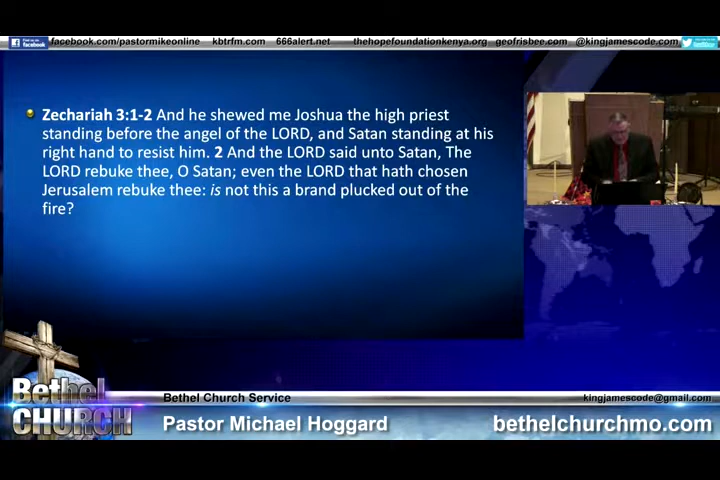 Find us on facebook facebook.com/pastormikeonline kbtrfm.com 666alert.net thehopefoundationkenya.org geofrisbee.com @kingjamescode.com
Zechariah 3:1-2 And he shewed me Joshua the high priest
standing before the angel of the LORD, and Satan standing at his
right hand to resist him. 2 And the LORD said unto Satan, The
LORD rebuke thee, O Satan; even the LORD that hath chosen
Jerusalem rebuke thee: is not this a brand plucked out of the
fire?
Bethel
CHURCH
Bethel Church Service kingjamescode@gmail.com
Pastor Michael Hoggard bethelchurchmo.com